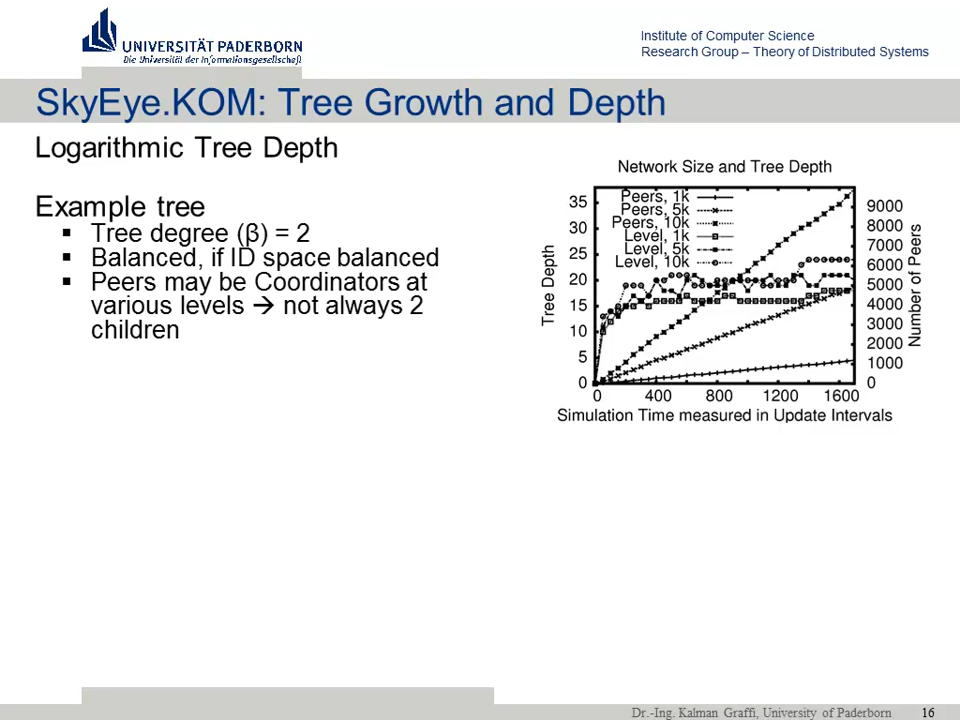 UNIVERSITÄT PADERBORN
Die Universität der Informationsgesellschaft
Institute of Computer Science
Research Group – Theory of Distributed Systems
SkyEye.KOM: Tree Growth and Depth
Logarithmic Tree Depth
Example tree
▪ Tree degree (β) = 2
▪ Balanced, if ID space balanced
▪ Peers may be Coordinators at
various levels → not always 2
children
Network Size and Tree Depth
Peers, 1k
Peers, 5k
Peers, 10k
Level, 1k
Level, 5k
Level, 10k
Tree Depth
35
30
25
20
15
10
5
0
9000
8000
7000
6000
5000
4000
3000
2000
1000
0
Number of Peers
0 400 800 1200 1600
Simulation Time measured in Update Intervals
Dr.-Ing. Kalman Graffi, University of Paderborn 16